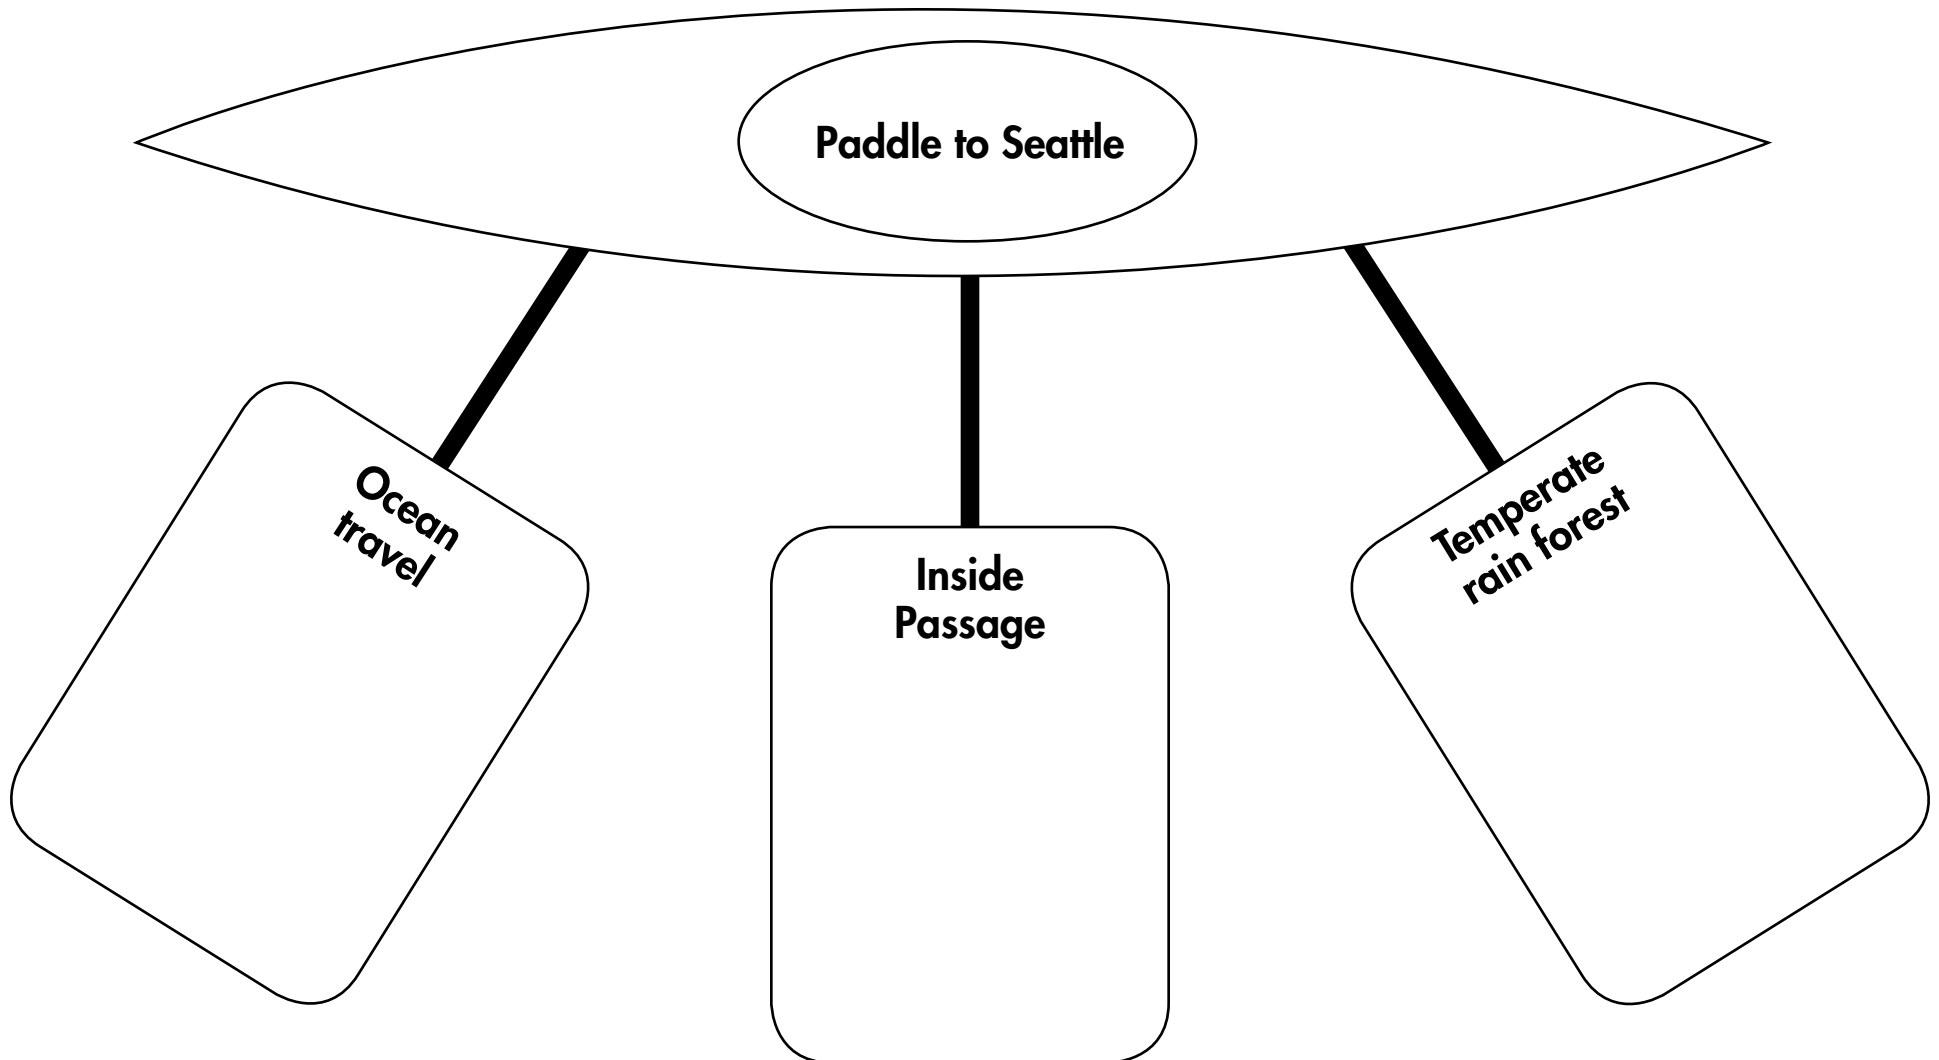 Paddle to Seattle
Ocean
travel
Inside
Passage
Temperate
rain forest